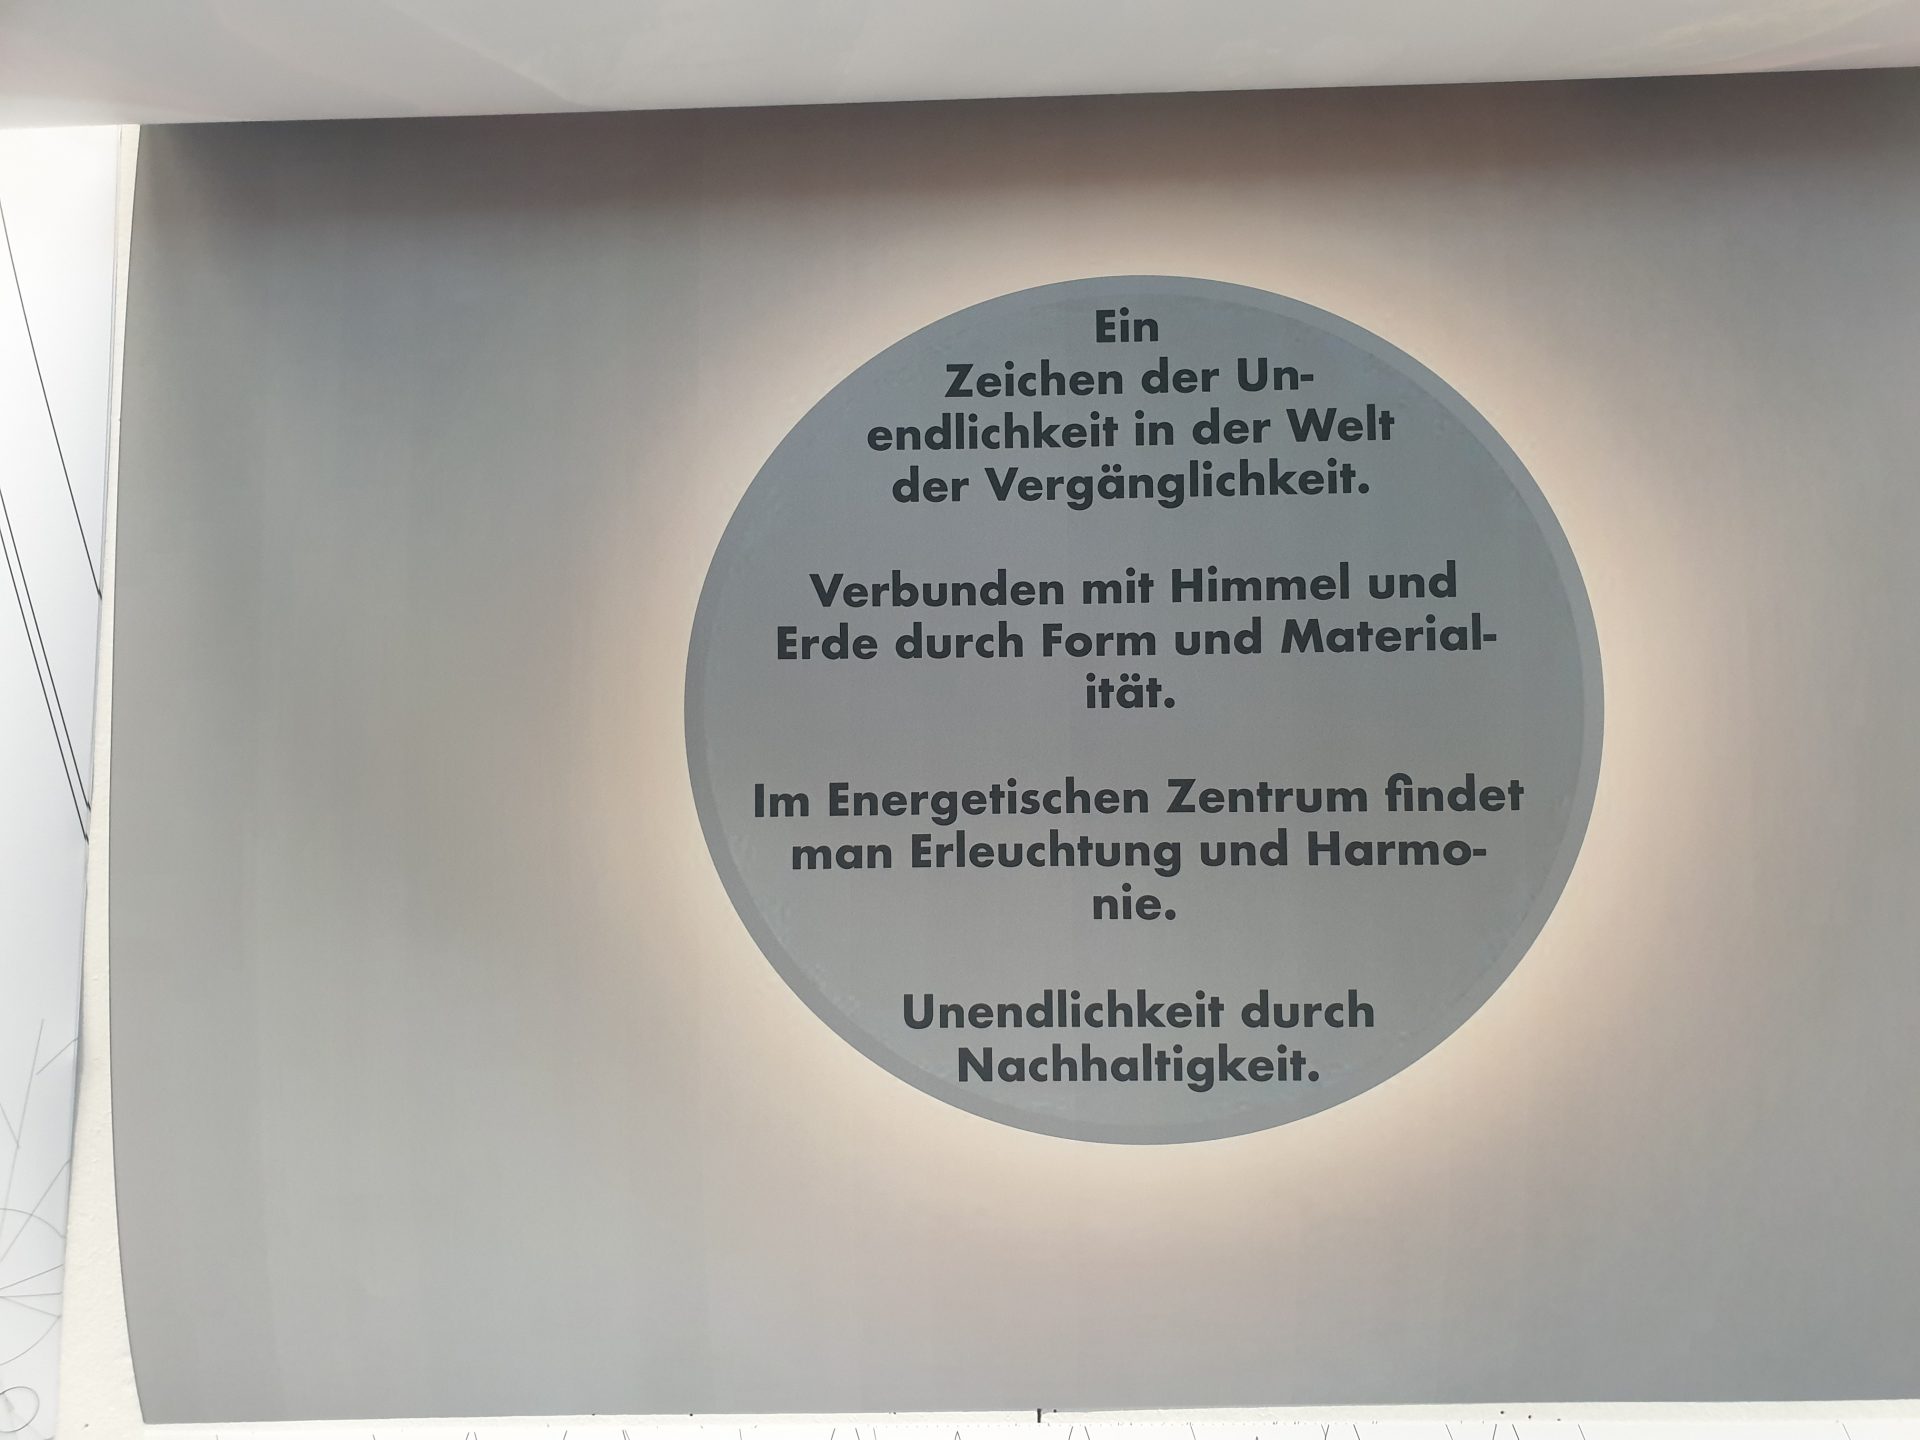 Ein
Zeichen der Un-
endlichkeit in der Welt
der Vergänglichkeit.
Verbunden mit Himmel und
Erde durch Form und Material-
ität.
Im Energetischen Zentrum findet
man Erleuchtung und Harmo-
nie.
Unendlichkeit durch
Nachhaltigkeit.